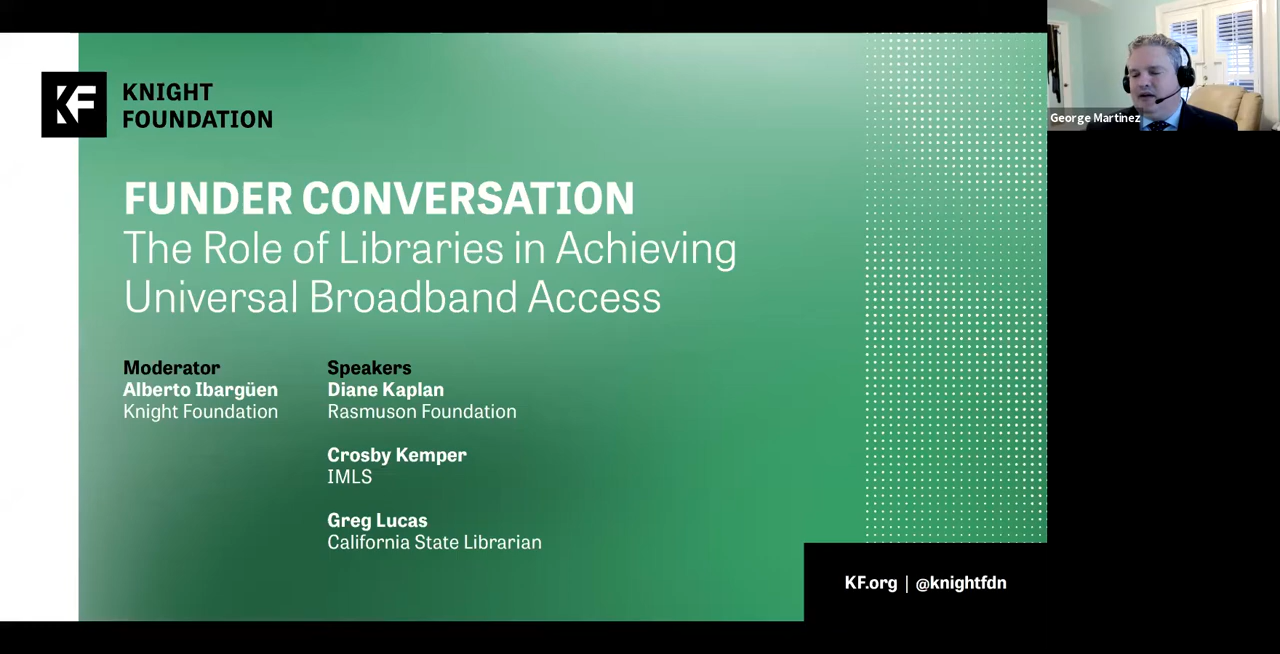 KF
KNIGHT
FOUNDATION
FUNDER CONVERSATION
The Role of Libraries in Achieving
Universal Broadband Access
Moderator
Alberto Ibargüen
Knight Foundation
Speakers
Diane Kaplan
Rasmuson Foundation
Crosby Kemper
IMLS
Greg Lucas
California State Librarian
KF.org | @knightfdn
George Martinez